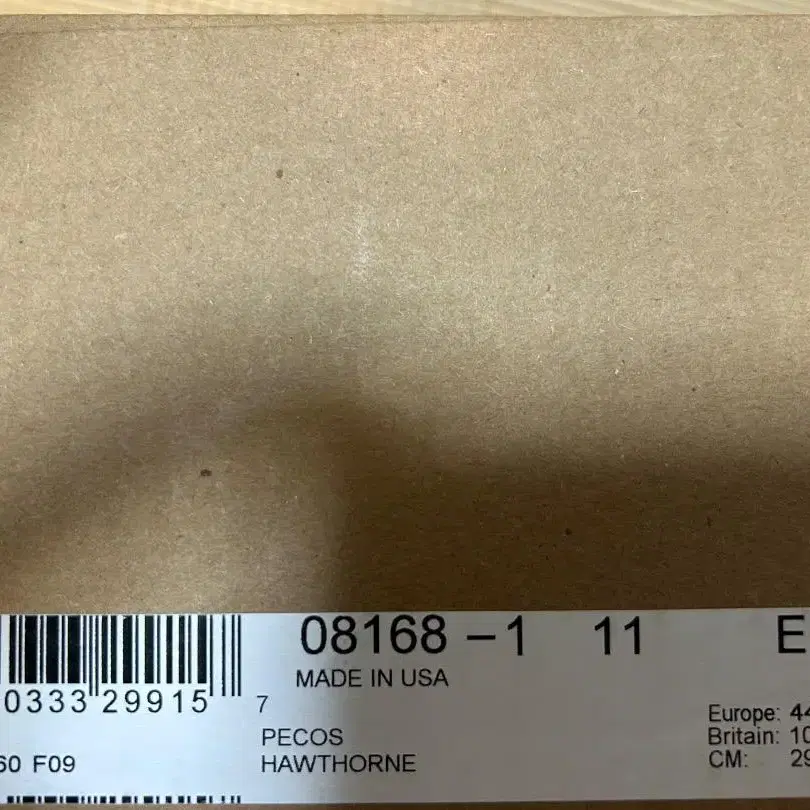 08168 – 1 11 E
MADE IN USA
0333 29915 7
Europe: 44
PECOS
Britain: 10
60 F09
HAWTHORNE
CM: 29